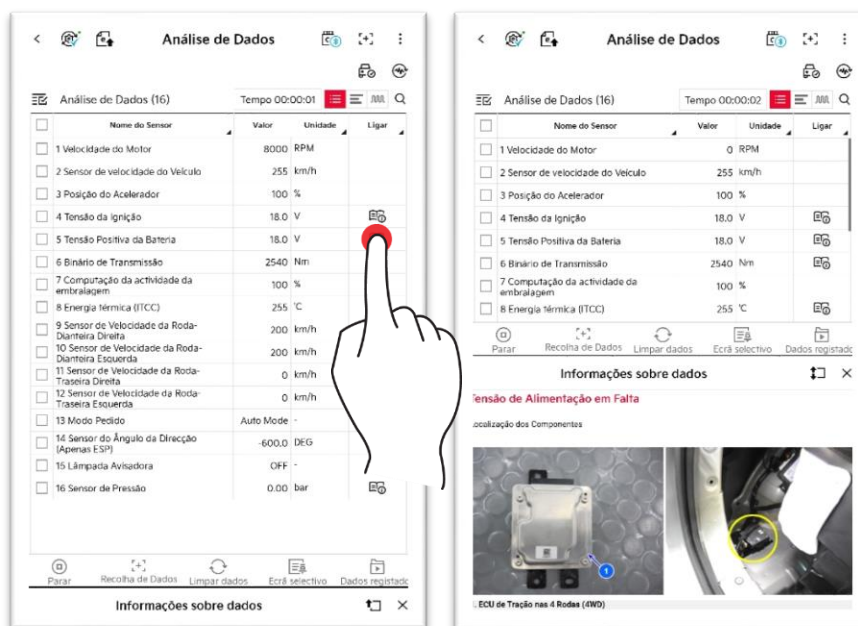 Análise de Dados
Análise de Dados (16)
Tempo 00:00:01
Nome do Sensor Valor Unidade Ligar
1 Velocidade do Motor 8000 RPM
2 Sensor de velocidade do Veículo 255 km/h
3 Posição do Acelerador 100 %
4 Tensão da Ignição 18.0 V
5 Tensão Positiva da Bateria 18.0 V
6 Binário de Transmissão 2540 Nm
7 Computação da actividade da
embralagem 100 %
8 Energia térmica (ITCC) 255 °C
9 Sensor de Velocidade da Roda-
Dianteira Direita 200 km/h
10 Sensor de Velocidade da Roda-
Dianteira Esquerda 200 km/h
11 Sensor de Velocidade da Roda-
Traseira Direita 0 km/h
12 Sensor de Velocidade da Roda-
Traseira Esquerda 0 km/h
13 Modo Pedido Auto Mode -
14 Sensor do Ângulo da Direcção
(Apenas ESP) -600.0 DEG
15 Lâmpada Avisadora OFF -
16 Sensor de Pressão 0.00 bar
Parar Recolha de Dados Limpar dados Ecrã selectivo Dados registadc
Informações sobre dados
Análise de Dados
Análise de Dados (16)
Tempo 00:00:02
Nome do Sensor Valor Unidade Ligar
1 Velocidade do Motor 0 RPM
2 Sensor de velocidade do Veículo 255 km/h
3 Posição do Acelerador 100 %
4 Tensão da Ignição 18.0 V
5 Tensão Positiva da Bateria 18.0 V
6 Binário de Transmissão 2540 Nm
7 Computação da actividade da
embralagem 100 %
8 Energia térmica (ITCC) 255 °C
Parar Recolha de Dados Limpar dados Ecrã selectivo Dados registadc
Informações sobre dados
Tensão de Alimentação em Falta
ocalização dos Componentes
1
. ECU de Tração nas 4 Rodas (4WD)